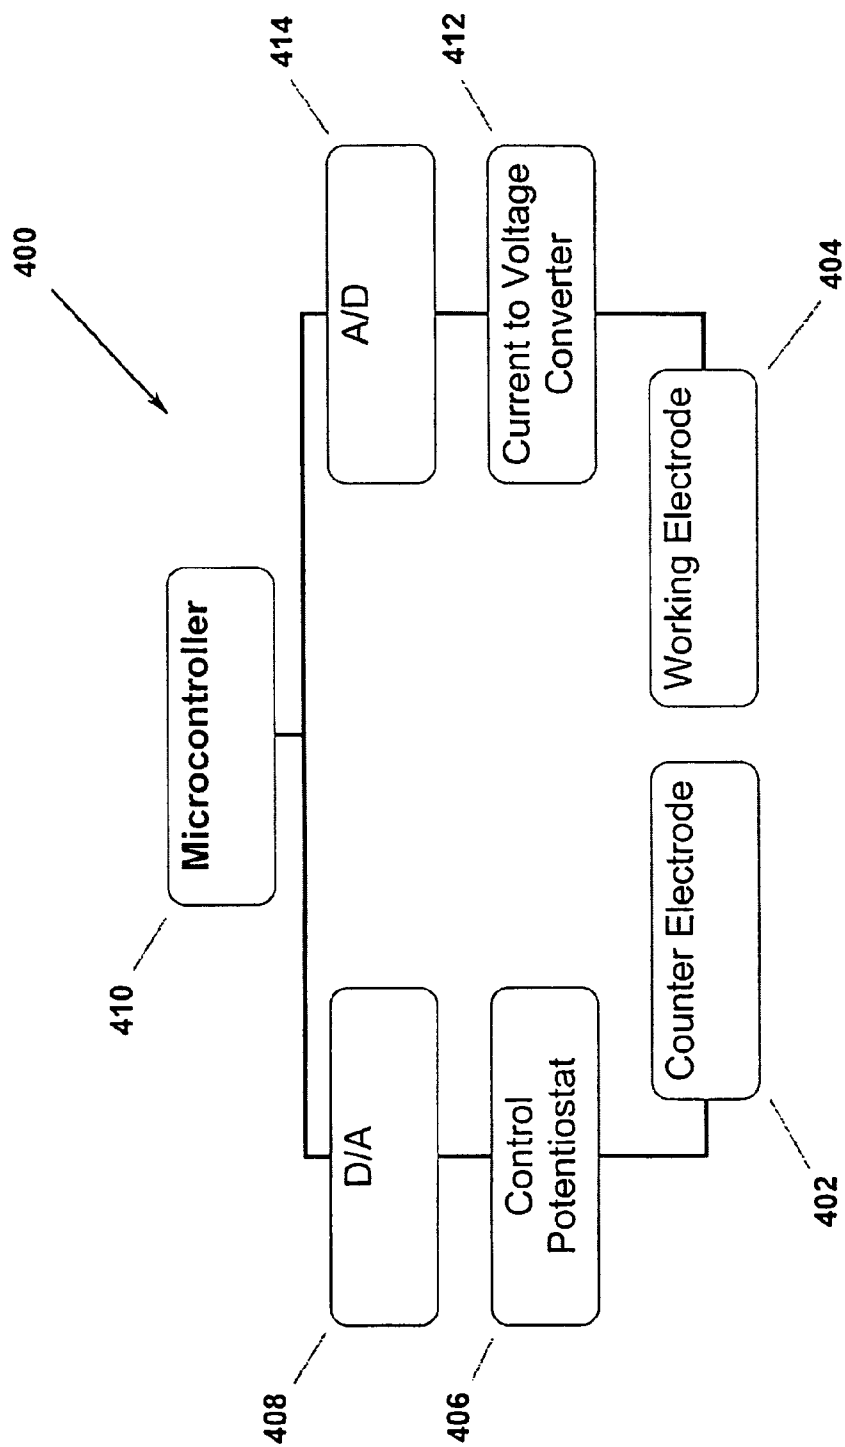 400
410
Microcontroller
408
D/A
A/D
414
406
Control
Potentiostat
Current to Voltage
Converter
412
402
Counter Electrode
Working Electrode
404